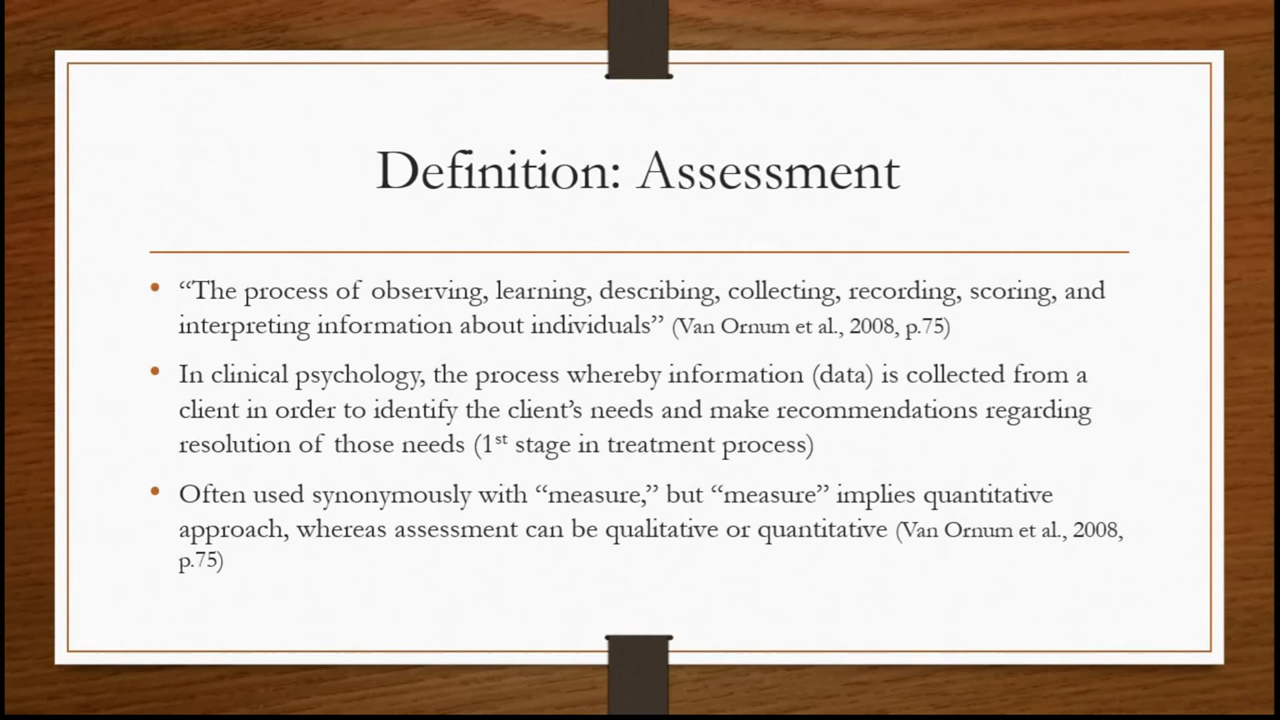 Definition: Assessment
• “The process of observing, learning, describing, collecting, recording, scoring, and
interpreting information about individuals” (Van Ornum et al., 2008, p.75)
• In clinical psychology, the process whereby information (data) is collected from a
client in order to identify the client’s needs and make recommendations regarding
resolution of those needs (1st stage in treatment process)
• Often used synonymously with “measure,” but “measure” implies quantitative
approach, whereas assessment can be qualitative or quantitative (Van Ornum et al., 2008,
p.75)